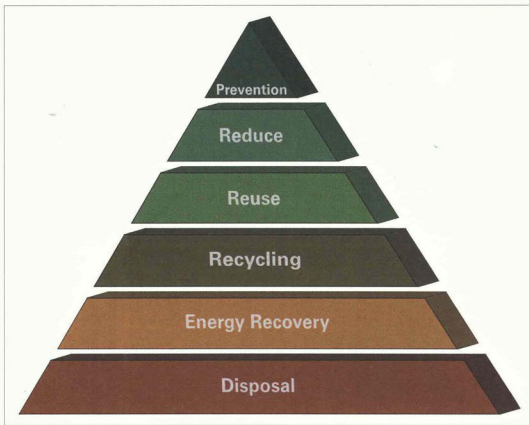 Prevention
Reduce
Reuse
Recycling
Energy Recovery
Disposal